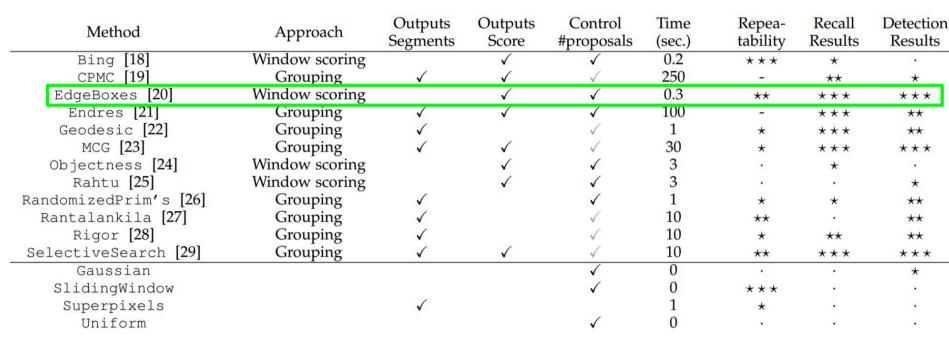 Method Approach Outputs Segments Outputs Score Control #proposals Time (sec.) Repea-tability Recall Results Detection Results
Bing [18] Window scoring ✓ ✓ 0.2 ⋆⋆⋆ ⋆ ·
CPMC [19] Grouping ✓ ✓ ✓ 250 - ⋆⋆ ⋆
EdgeBoxes [20] Window scoring ✓ ✓ 0.3 ⋆⋆ ⋆⋆⋆ ⋆⋆⋆
Endres [21] Grouping ✓ ✓ ✓ 100 - ⋆⋆⋆ ⋆⋆
Geodesic [22] Grouping ✓ ✓ 1 ⋆ ⋆⋆⋆ ⋆⋆
MCG [23] Grouping ✓ ✓ ✓ 30 ⋆ ⋆⋆⋆ ⋆⋆⋆
Objectness [24] Window scoring ✓ ✓ 3 · ⋆ ·
Rahtu [25] Window scoring ✓ ✓ 3 · · ⋆
RandomizedPrim's [26] Grouping ✓ ✓ 1 ⋆ ⋆ ⋆⋆
Rantalankila [27] Grouping ✓ ✓ 10 ⋆⋆ · ⋆⋆
Rigor [28] Grouping ✓ ✓ 10 ⋆ ⋆⋆ ⋆⋆
SelectiveSearch [29] Grouping ✓ ✓ ✓ 10 ⋆⋆ ⋆⋆⋆ ⋆⋆⋆
Gaussian ✓ 0 · · ⋆
SlidingWindow ✓ 0 ⋆⋆⋆ · ·
Superpixels ✓ 1 ⋆ · ·
Uniform ✓ 0 · · ·